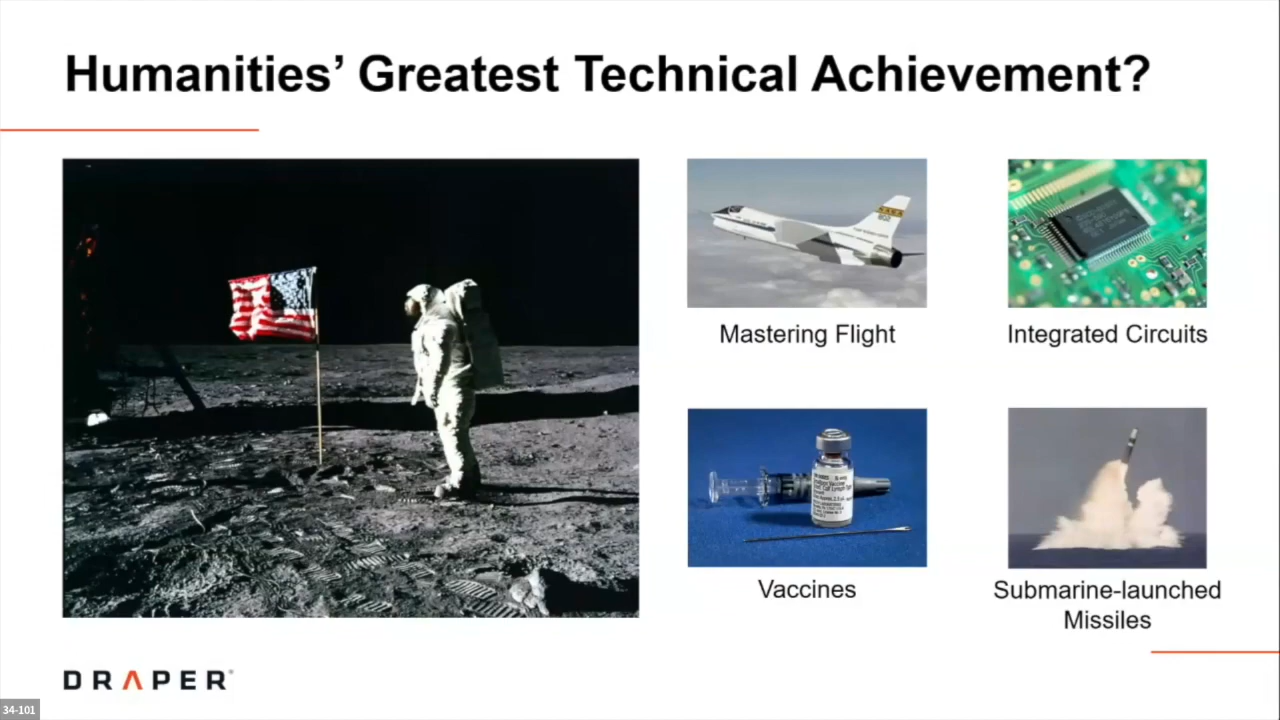 Humanities’ Greatest Technical Achievement?
Mastering Flight
Integrated Circuits
Vaccines
Submarine-launched
Missiles
DRAPER®
34-101